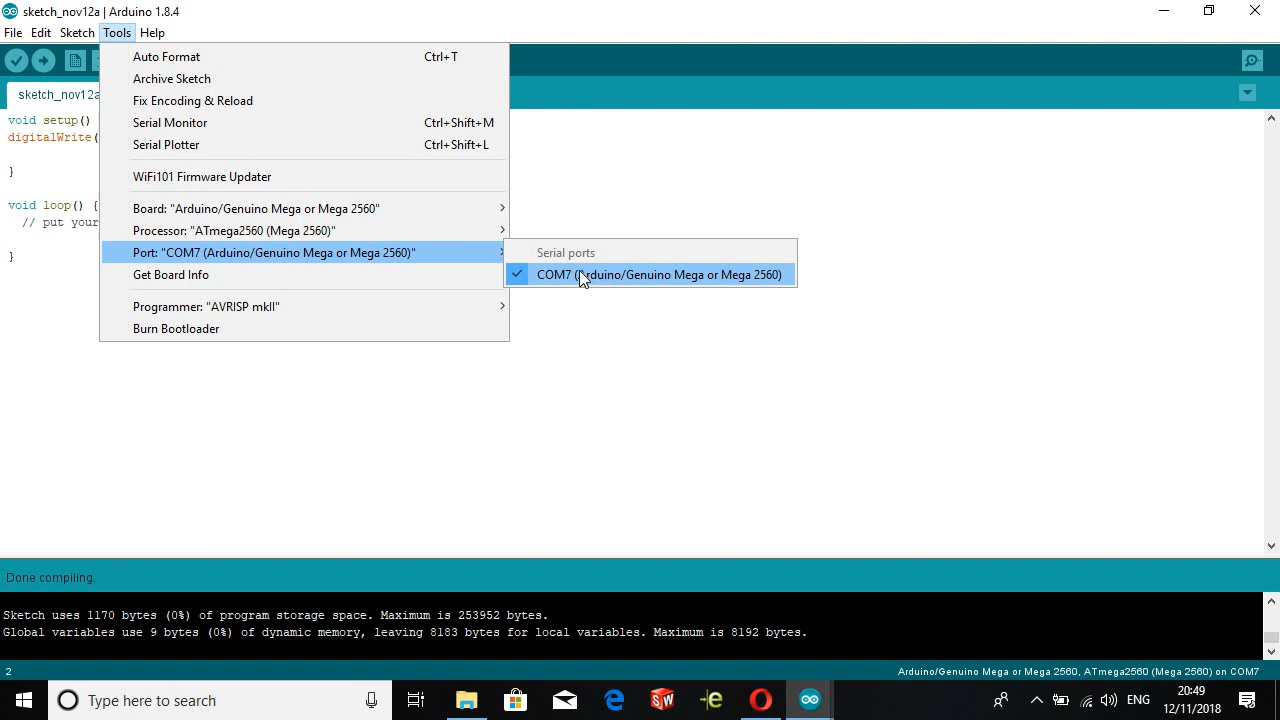 sketch_nov12a | Arduino 1.8.4
File Edit Sketch Tools Help
Auto Format Ctrl+T
Archive Sketch
Fix Encoding & Reload
Serial Monitor Ctrl+Shift+M
Serial Plotter Ctrl+Shift+L
WiFi101 Firmware Updater
Board: "Arduino/Genuino Mega or Mega 2560"
Processor: "ATmega2560 (Mega 2560)"
Port: "COM7 (Arduino/Genuino Mega or Mega 2560)"
Get Board Info
Programmer: "AVRISP mkII"
Burn Bootloader
Serial ports
COM7 (Arduino/Genuino Mega or Mega 2560)
sketch_nov12a
void setup()
digitalWrite(
}
void loop() {
// put your
}
Done compiling.
Sketch uses 1170 bytes (0%) of program storage space. Maximum is 253952 bytes.
Global variables use 9 bytes (0%) of dynamic memory, leaving 8183 bytes for local variables. Maximum is 8192 bytes.
2 Arduino/Genuino Mega or Mega 2560, ATmega2560 (Mega 2560) on COM7
Type here to search
SW
e
ENG
20:49
12/11/2018